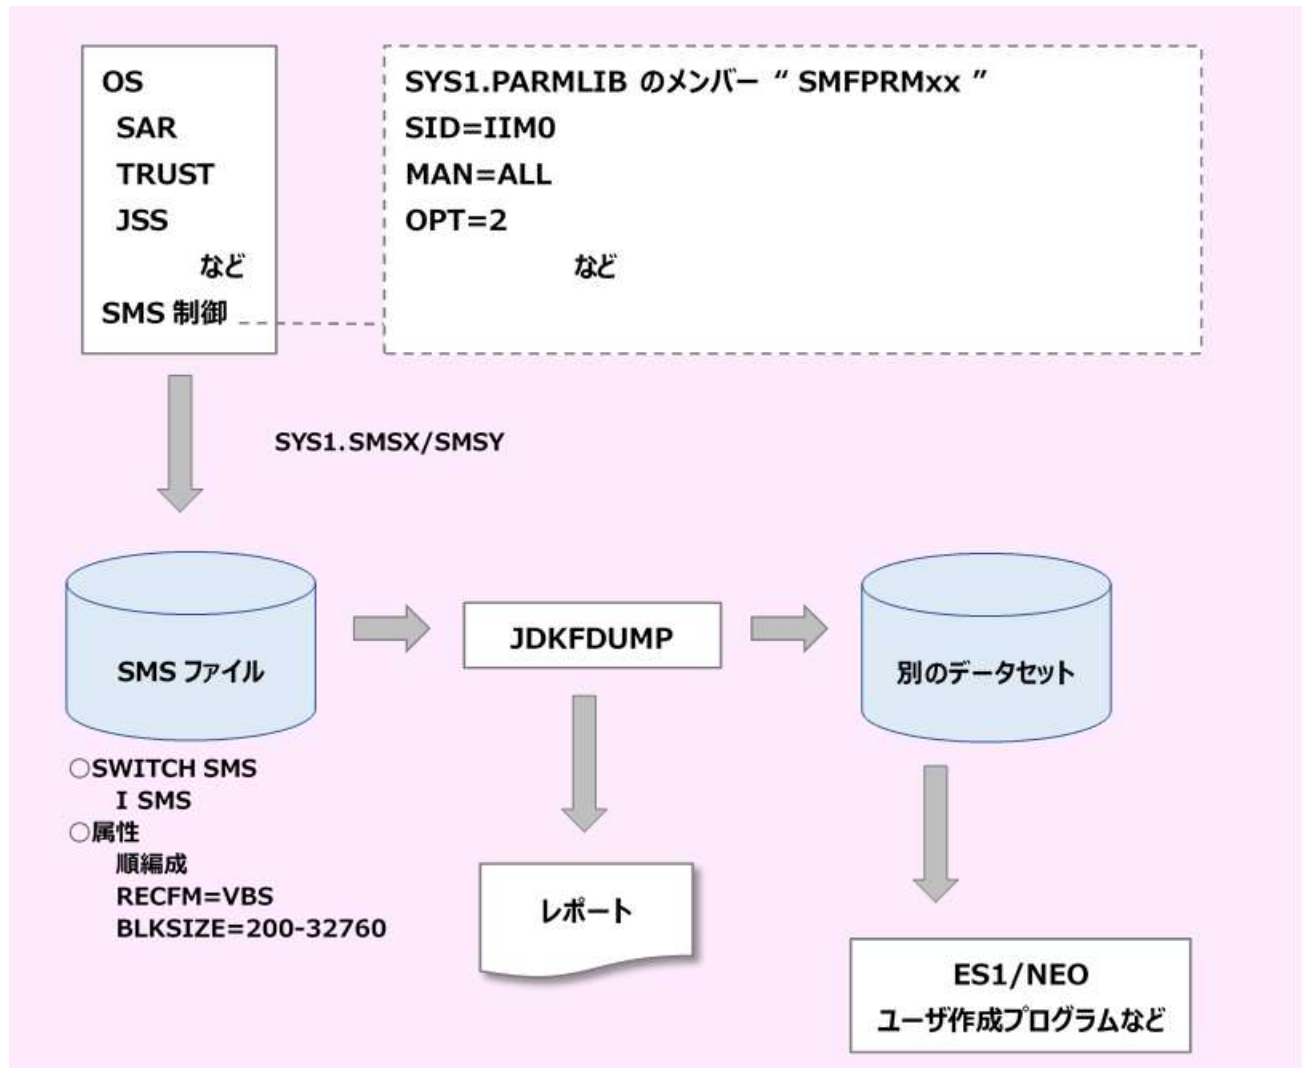 OS
SAR
TRUST
JSS
など
SMS 制御
SYS1.PARMLIB のメンバー “ SMFPRMxx ”
SID=IIM0
MAN=ALL
OPT=2
など
SYS1.SMSX/SMSY
SMS ファイル
JDKFDUMP
別のデータセット
○SWITCH SMS
I SMS
○属性
順編成
RECFM=VBS
BLKSIZE=200-32760
レポート
ES1/NEO
ユーザ作成プログラムなど